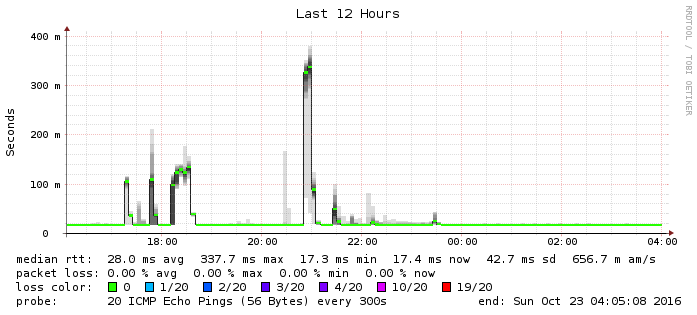 Last 12 Hours
RRDTOOL / TOBI OETIKER
Seconds
400 m
300 m
200 m
100 m
0
18:00 20:00 22:00 00:00 02:00 04:00
median rtt: 28.0 ms avg 337.7 ms max 17.3 ms min 17.4 ms now 42.7 ms sd 656.7 m am/s
packet loss: 0.00 % avg 0.00 % max 0.00 % min 0.00 % now
loss color: 0 1/20 2/20 3/20 4/20 10/20 19/20
probe: 20 ICMP Echo Pings (56 Bytes) every 300s end: Sun Oct 23 04:05:08 2016